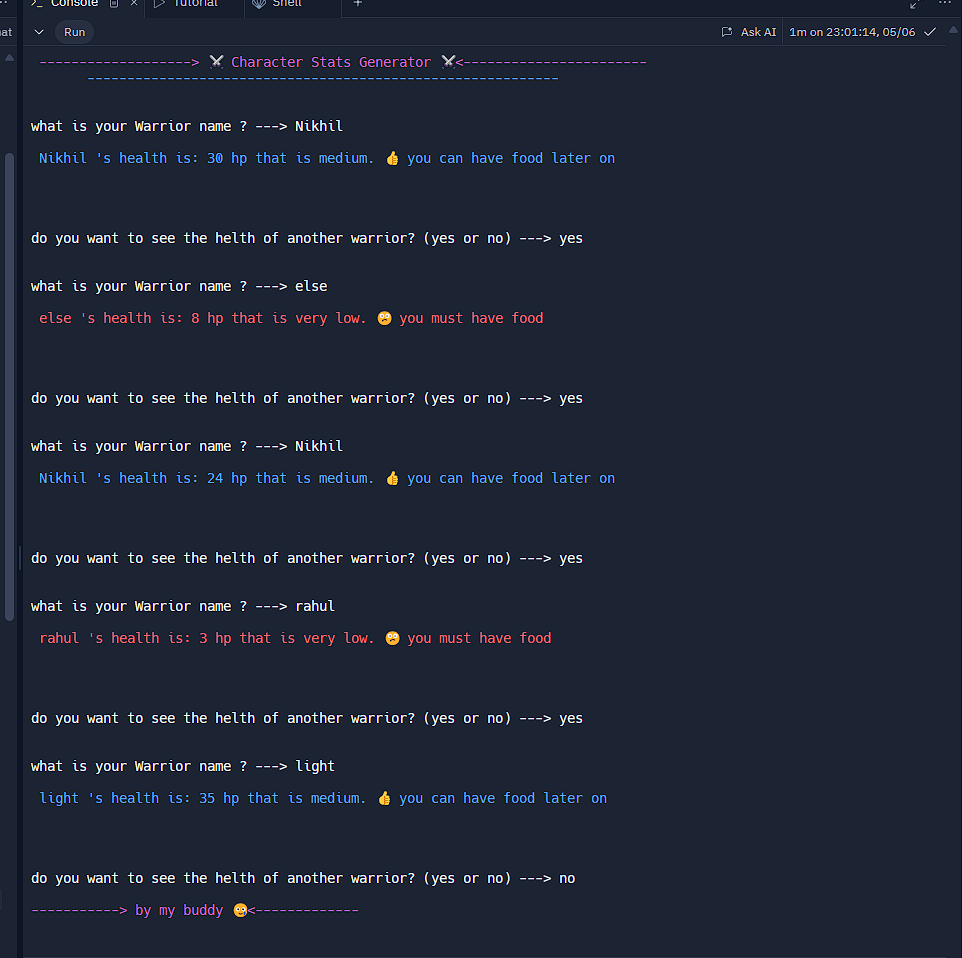 Console Tutorial Shell
at Run Ask AI 1m on 23:01:14, 05/06
-------------------> ⚔️ Character Stats Generator ⚔️<-----------------------
-----------------------------------------------------------
what is your Warrior name ? ---> Nikhil
Nikhil 's health is: 30 hp that is medium. 👍 you can have food later on
do you want to see the helth of another warrior? (yes or no) ---> yes
what is your Warrior name ? ---> else
else 's health is: 8 hp that is very low. 🙄 you must have food
do you want to see the helth of another warrior? (yes or no) ---> yes
what is your Warrior name ? ---> Nikhil
Nikhil 's health is: 24 hp that is medium. 👍 you can have food later on
do you want to see the helth of another warrior? (yes or no) ---> yes
what is your Warrior name ? ---> rahul
rahul 's health is: 3 hp that is very low. 🙄 you must have food
do you want to see the helth of another warrior? (yes or no) ---> yes
what is your Warrior name ? ---> light
light 's health is: 35 hp that is medium. 👍 you can have food later on
do you want to see the helth of another warrior? (yes or no) ---> no
-----------> by my buddy 🥲<-------------